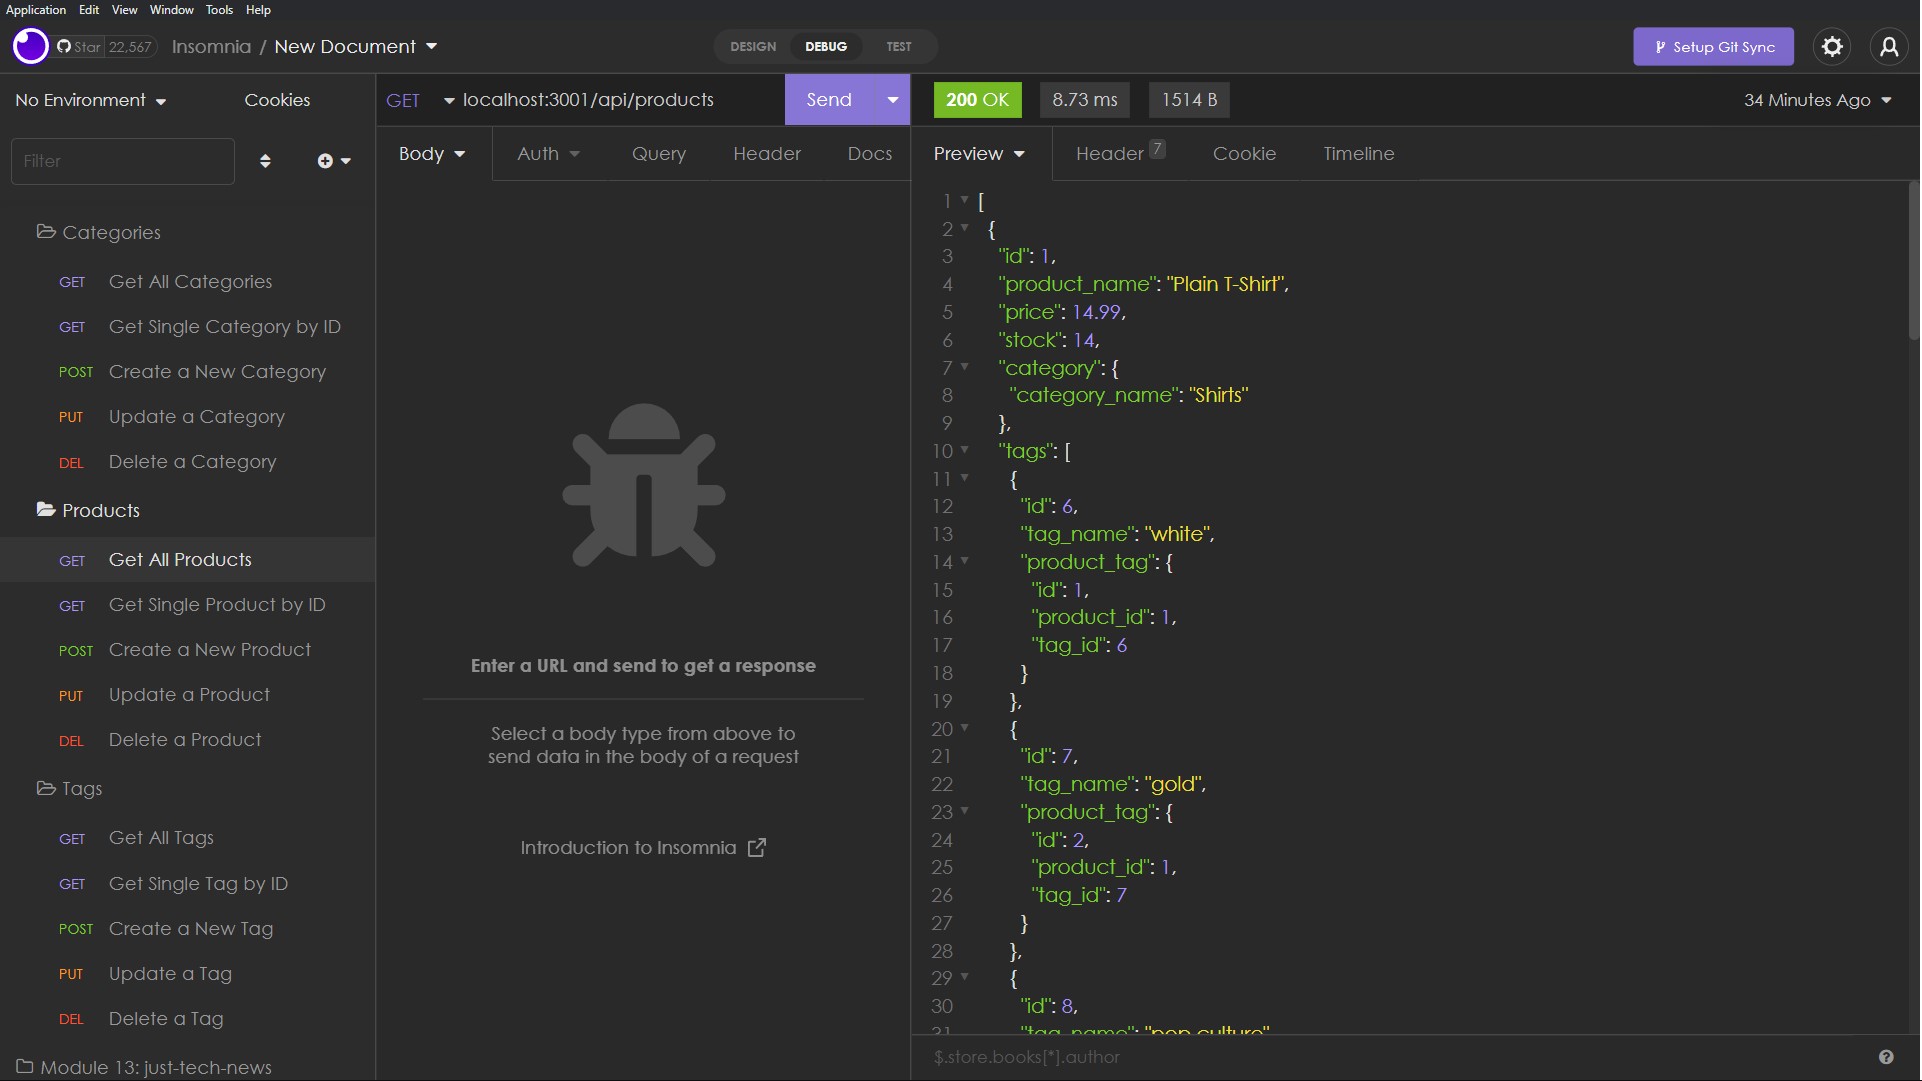 Application Edit View Window Tools Help
Star 22,567 Insomnia / New Document DESIGN DEBUG TEST Setup Git Sync
No Environment Cookies
Filter
Categories
GET Get All Categories
GET Get Single Category by ID
POST Create a New Category
PUT Update a Category
DEL Delete a Category
Products
GET Get All Products
GET Get Single Product by ID
POST Create a New Product
PUT Update a Product
DEL Delete a Product
Tags
GET Get All Tags
GET Get Single Tag by ID
POST Create a New Tag
PUT Update a Tag
DEL Delete a Tag
Module 13: just-tech-news
GET localhost:3001/api/products Send
Body Auth Query Header Docs
Enter a URL and send to get a response
Select a body type from above to
send data in the body of a request
Introduction to Insomnia
200 OK 8.73 ms 1514 B 34 Minutes Ago
Preview Header 7 Cookie Timeline
1 [
2 {
3 "id": 1,
4 "product_name": "Plain T-Shirt",
5 "price": 14.99,
6 "stock": 14,
7 "category": {
8 "category_name": "Shirts"
9 },
10 "tags": [
11 {
12 "id": 6,
13 "tag_name": "white",
14 "product_tag": {
15 "id": 1,
16 "product_id": 1,
17 "tag_id": 6
18 }
19 },
20 {
21 "id": 7,
22 "tag_name": "gold",
23 "product_tag": {
24 "id": 2,
25 "product_id": 1,
26 "tag_id": 7
27 }
28 },
29 {
30 "id": 8,
31 "tag_name": "pop culture"
$.store.books[*].author